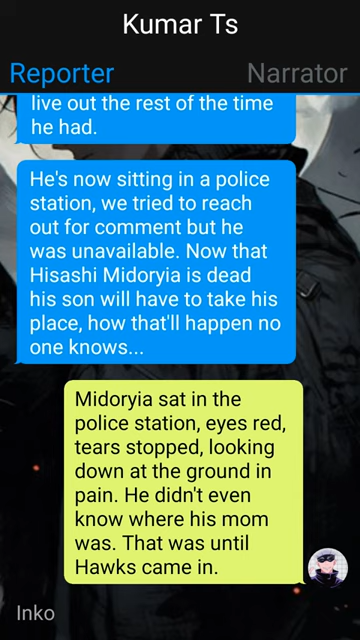 Kumar Ts
Reporter
Narrator
live out the rest of the time
he had.
He's now sitting in a police
station, we tried to reach
out for comment but he
was unavailable. Now that
Hisashi Midoryia is dead
his son will have to take his
place, how that'll happen no
one knows...
Midoryia sat in the
police station, eyes red,
tears stopped, looking
down at the ground in
pain. He didn't even
know where his mom
was. That was until
Hawks came in.
Inko